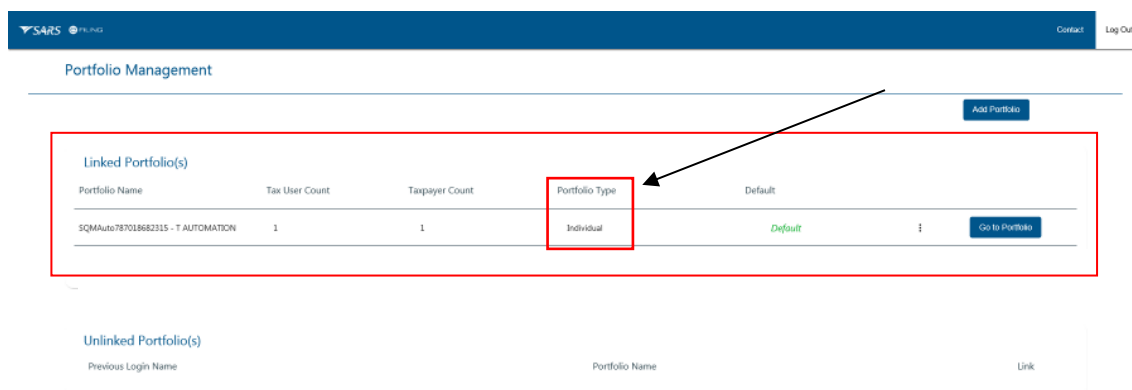 SARS eFILING Contact Log Out
Portfolio Management
Add Portfolio
Linked Portfolio(s)
Portfolio Name Tax User Count Taxpayer Count Portfolio Type Default
SQMAuto787018682315 - T AUTOMATION 1 1 Individual Default Go to Portfolio
Unlinked Portfolio(s)
Previous Login Name Portfolio Name Link